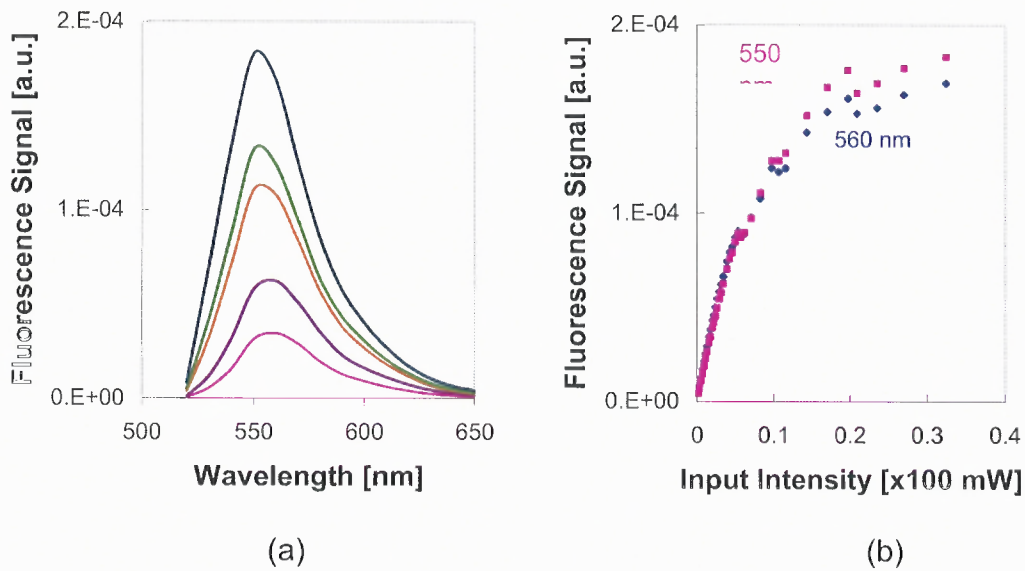 2.E-04
1.E-04
0.E+00
Fluorescence Signal [a.u.]
500
550
600
650
Wavelength [nm]
(a)
2.E-04
1.E-04
0.E+00
Fluorescence Signal [a.u.]
550
560 nm
0
0.1
0.2
0.3
0.4
Input Intensity [x100 mW]
(b)